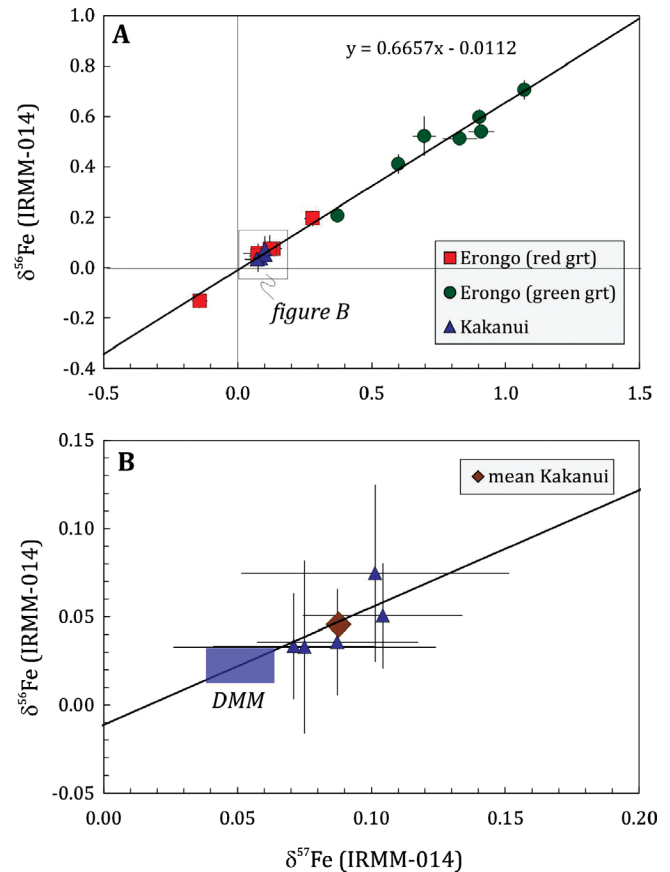 A
y = 0.6657x - 0.0112
1.0
0.8
0.6
0.4
0.2
0.0
-0.2
-0.4
δ⁵⁶Fe (IRMM-014)
Erongo (red grt)
Erongo (green grt)
Kakanui
figure B
-0.5
0.0
0.5
1.0
1.5
B
mean Kakanui
0.15
0.10
0.05
0.00
-0.05
δ⁵⁶Fe (IRMM-014)
DMM
0.00
0.05
0.10
0.15
0.20
δ⁵⁷Fe (IRMM-014)